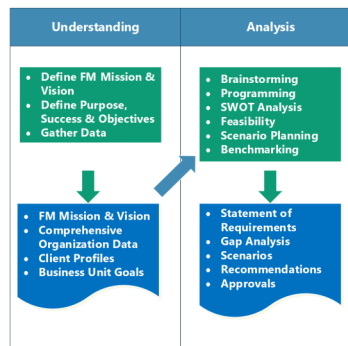 Understanding
• Define FM Mission &
Vision
• Define Purpose,
Success & Objectives
• Gather Data
• FM Mission & Vision
• Comprehensive
Organization Data
• Client Profiles
• Business Unit Goals
Analysis
• Brainstorming
• Programming
• SWOT Analysis
• Feasibility
• Scenario Planning
• Benchmarking
• Statement of
Requirements
• Gap Analysis
• Scenarios
• Recommendations
• Approvals